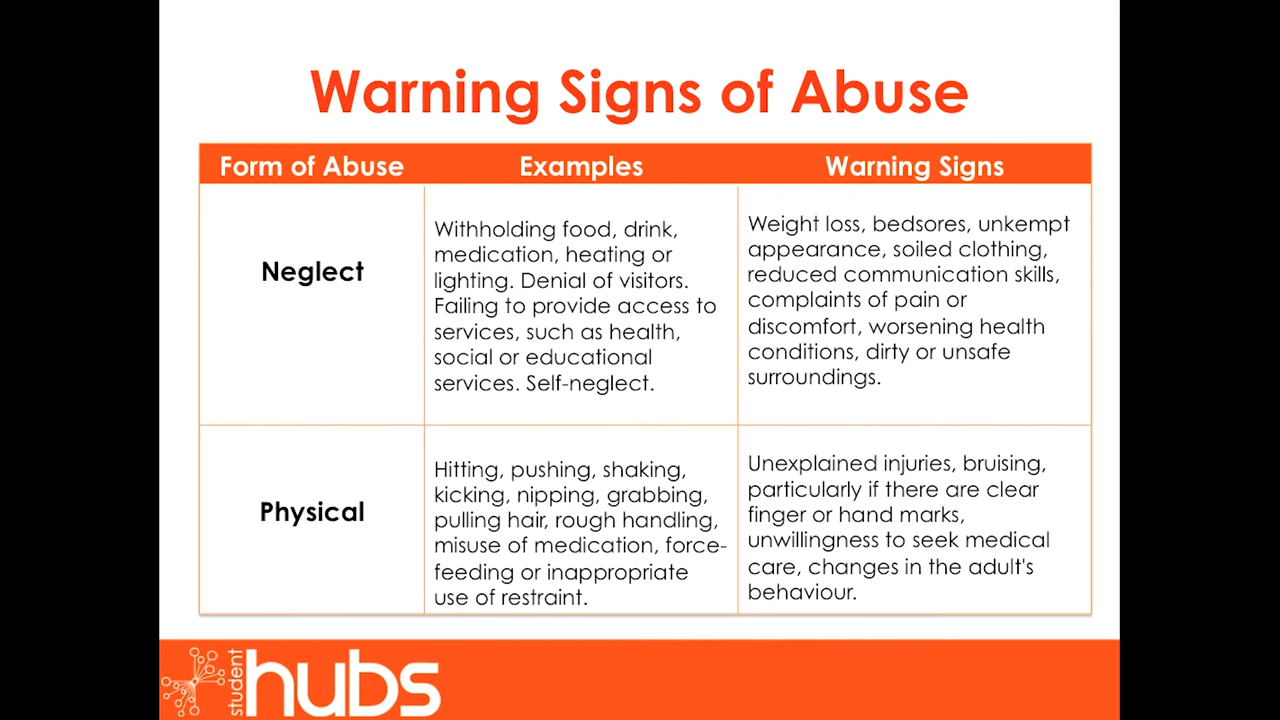 Warning Signs of Abuse
Form of Abuse
Examples
Warning Signs
Neglect
Withholding food, drink,
medication, heating or
lighting. Denial of visitors.
Failing to provide access to
services, such as health,
social or educational
services. Self-neglect.
Weight loss, bedsores, unkempt
appearance, soiled clothing,
reduced communication skills,
complaints of pain or
discomfort, worsening health
conditions, dirty or unsafe
surroundings.
Physical
Hitting, pushing, shaking,
kicking, nipping, grabbing,
pulling hair, rough handling,
misuse of medication, force-
feeding or inappropriate
use of restraint.
Unexplained injuries, bruising,
particularly if there are clear
finger or hand marks,
unwillingness to seek medical
care, changes in the adult's
behaviour.
student
hubs